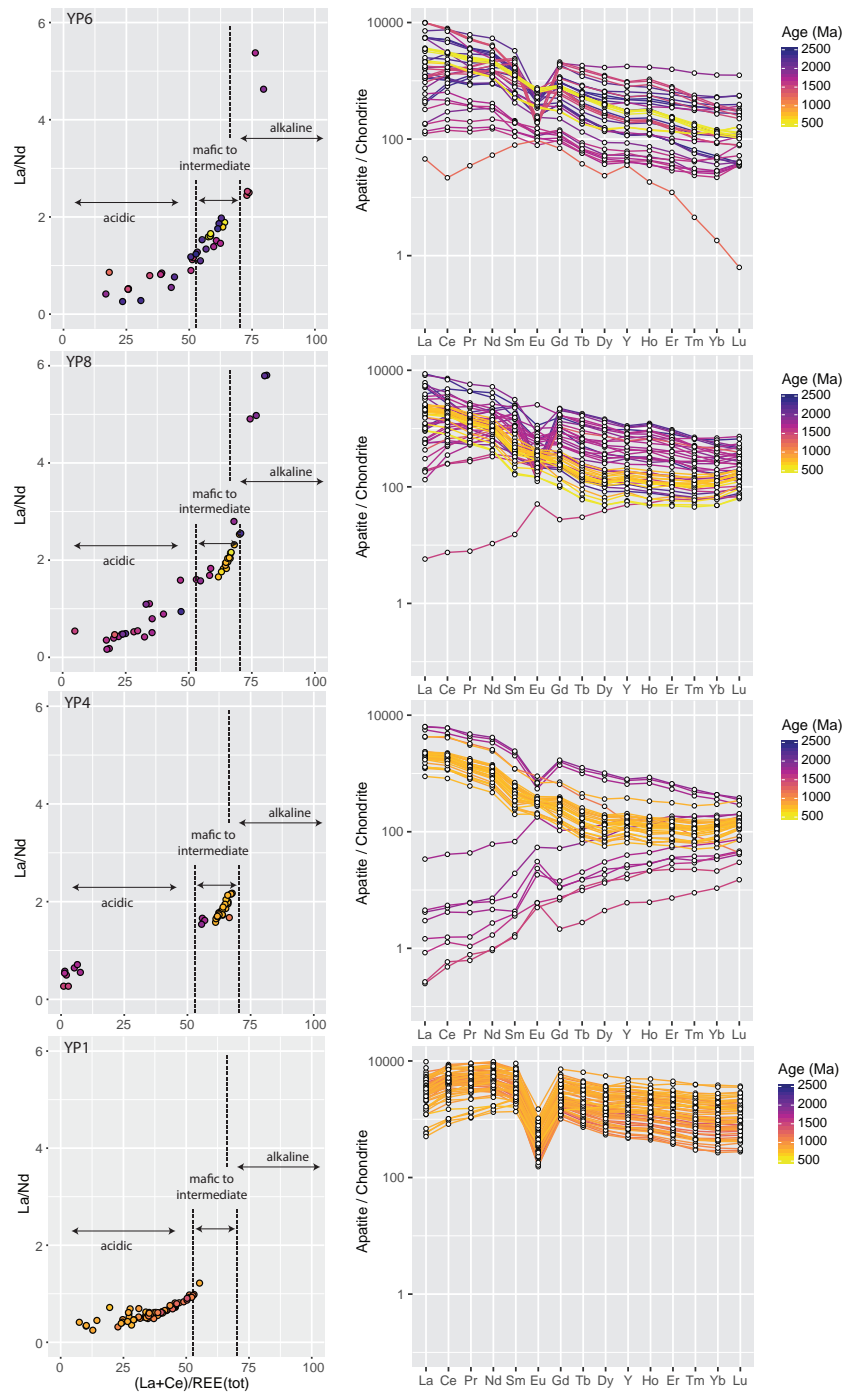 YP6
6
4
2
0
La/Nd
alkaline
mafic to
intermediate
acidic
0
25
50
75
100
10000
100
1
Apatite / Chondrite
La Ce Pr Nd Sm Eu Gd Tb Dy Y Ho Er Tm Yb Lu
Age (Ma)
2500
2000
1500
1000
500
YP8
6
4
2
0
La/Nd
alkaline
mafic to
intermediate
acidic
0
25
50
75
100
10000
100
1
Apatite / Chondrite
La Ce Pr Nd Sm Eu Gd Tb Dy Y Ho Er Tm Yb Lu
Age (Ma)
2500
2000
1500
1000
500
YP4
6
4
2
0
La/Nd
alkaline
mafic to
intermediate
acidic
0
25
50
75
100
10000
100
1
Apatite / Chondrite
La Ce Pr Nd Sm Eu Gd Tb Dy Y Ho Er Tm Yb Lu
Age (Ma)
2500
2000
1500
1000
500
YP1
6
4
2
0
La/Nd
alkaline
mafic to
intermediate
acidic
0
25
50
75
100
(La+Ce)/REE(tot)
10000
100
1
Apatite / Chondrite
La Ce Pr Nd Sm Eu Gd Tb Dy Y Ho Er Tm Yb Lu
Age (Ma)
2500
2000
1500
1000
500